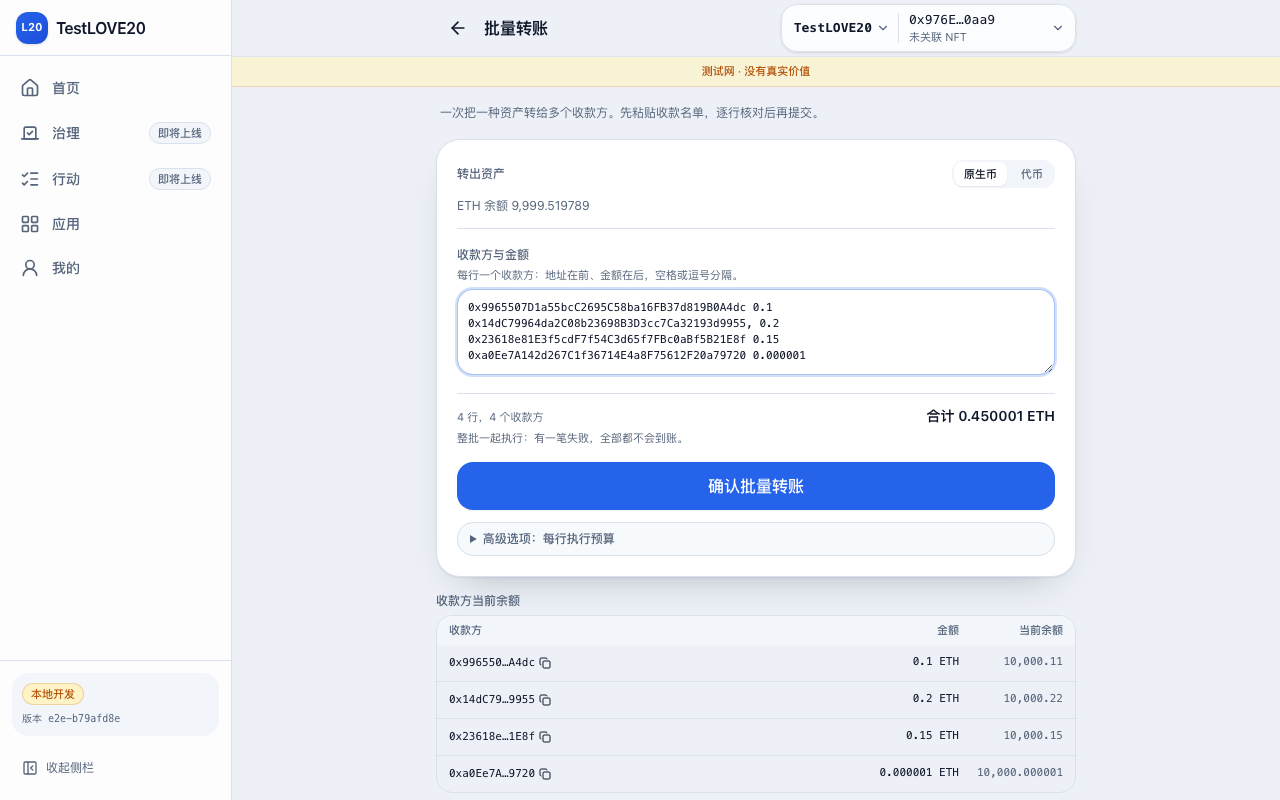 L20 TestLOVE20
首页
治理 即将上线
行动 即将上线
应用
我的
本地开发
版本 e2e-b79afd8e
收起侧栏
批量转账
TestLOVE20
0x976E…0aa9
未关联 NFT
测试网 · 没有真实价值
一次把一种资产转给多个收款方。先粘贴收款名单，逐行核对后再提交。
转出资产 原生币 代币
ETH 余额 9,999.519789
收款方与金额
每行一个收款方：地址在前、金额在后，空格或逗号分隔。
0x9965507D1a55bcC2695C58ba16FB37d819B0A4dc 0.1
0x14dC79964da2C08b23698B3D3cc7Ca32193d9955, 0.2
0x23618e81E3f5cdF7f54C3d65f7FBc0aBf5B21E8f 0.15
0xa0Ee7A142d267C1f36714E4a8F75612F20a79720 0.000001
4 行，4 个收款方 合计 0.450001 ETH
整批一起执行：有一笔失败，全部都不会到账。
确认批量转账
高级选项：每行执行预算
收款方当前余额
收款方 金额 当前余额
0x996550…A4dc 0.1 ETH 10,000.11
0x14dC79…9955 0.2 ETH 10,000.22
0x23618e…1E8f 0.15 ETH 10,000.15
0xa0Ee7A…9720 0.000001 ETH 10,000.000001